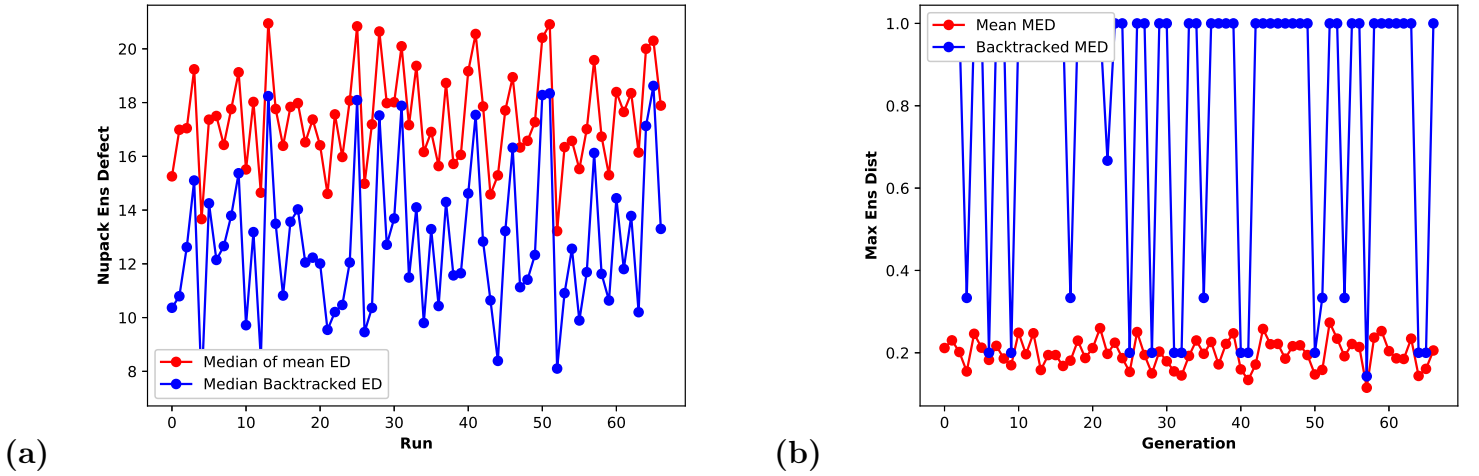 20
18
16
14
12
10
8
Nupack Ens Defect
Median of mean ED
Median Backtracked ED
0 10 20 30 40 50 60
Run
(a)
1.0
0.8
0.6
0.4
0.2
Max Ens Dist
Mean MED
Backtracked MED
0 10 20 30 40 50 60
Generation
(b)